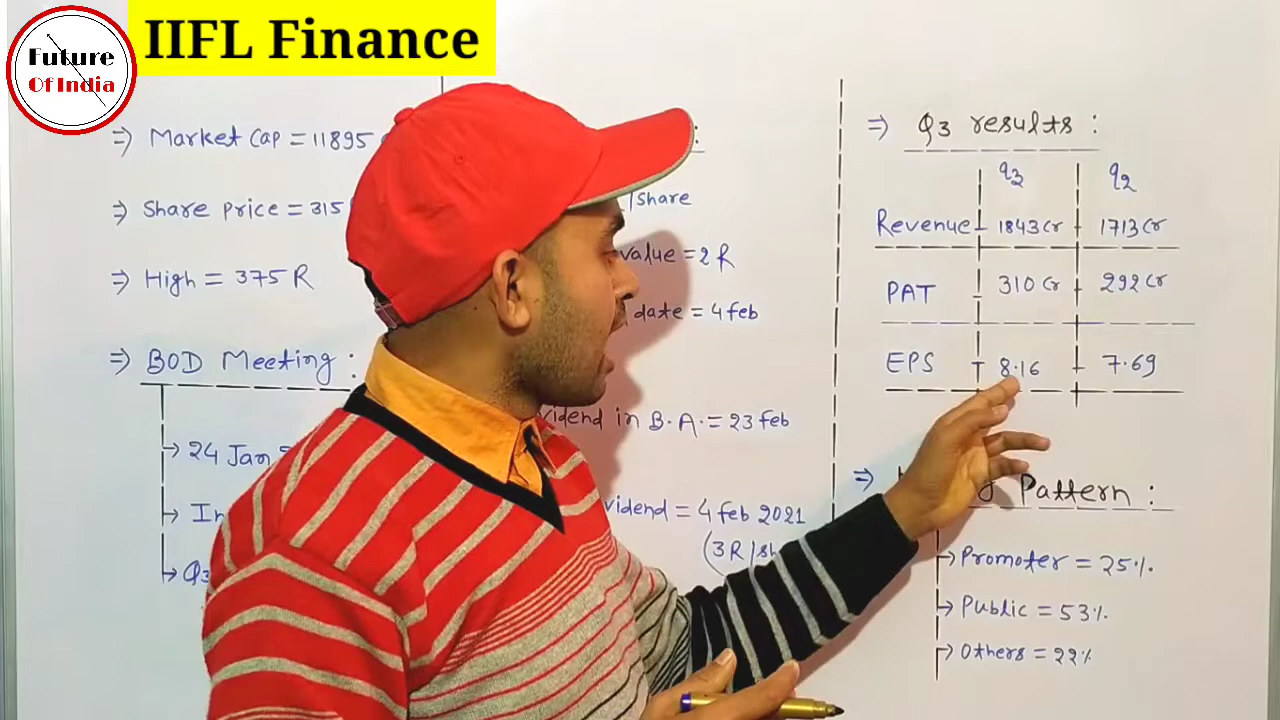 Future
Of India
IIFL Finance
⇒ Market Cap = 11895
⇒ Share price = 315
⇒ High = 375 R
⇒ BOD Meeting :
→ 24 Jan
→ In
→ Q3
:
/share
value = 2 R
date = 4 feb
vidend in B.A. = 23 feb
vidend = 4 feb 2021
(3 R/sh
⇒ Q3 results :
q3 q2
Revenue 1843 Cr 1713 Cr
PAT 310 Cr 292 Cr
EPS 8.16 7.69
⇒ Pattern :
→ Promoter = 25%.
→ Public = 53%.
→ Others = 22%